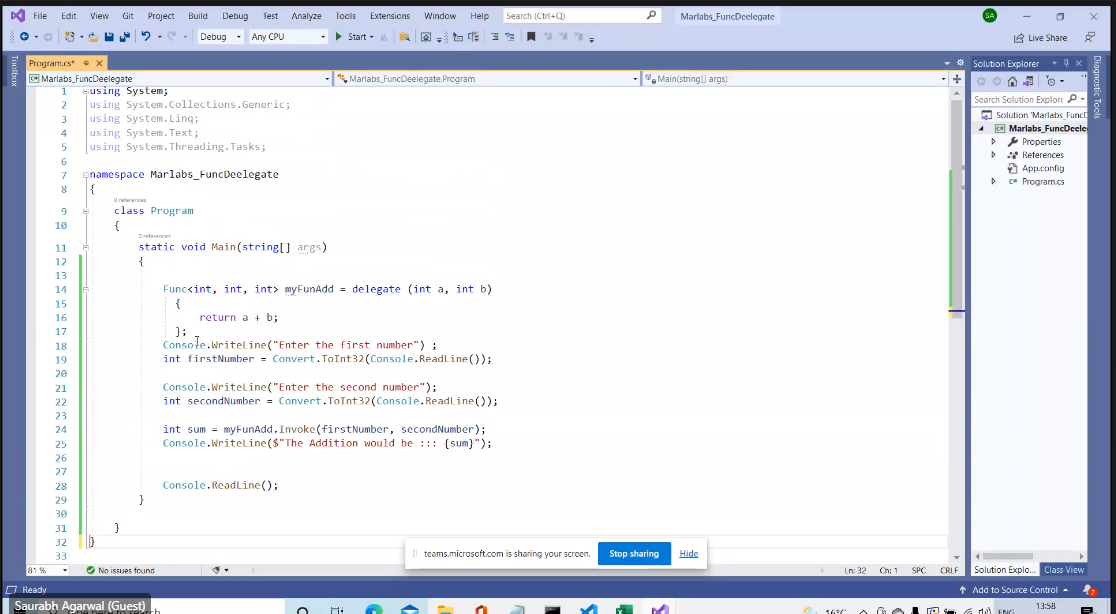 File Edit View Git Project Build Debug Test Analyze Tools Extensions Window Help Search (Ctrl+Q) Marlabs_FuncDeelegate SA
Debug Any CPU Start Live Share
Program.cs* Solution Explorer
Toolbox
Diagnostic Tools
Marlabs_FuncDeelegate Marlabs_FuncDeelegate.Program Main(string[] args)
Search Solution Explorer
Solution 'Marlabs_FuncD
Marlabs_FuncDeele
Properties
References
App.config
Program.cs
1 using System;
2 using System.Collections.Generic;
3 using System.Linq;
4 using System.Text;
5 using System.Threading.Tasks;
6
7 namespace Marlabs_FuncDeelegate
8 {
0 references
9 class Program
10 {
0 references
11 static void Main(string[] args)
12 {
13
14 Func<int, int, int> myFunAdd = delegate (int a, int b)
15 {
16 return a + b;
17 };
18 Console.WriteLine("Enter the first number") ;
19 int firstNumber = Convert.ToInt32(Console.ReadLine());
20
21 Console.WriteLine("Enter the second number");
22 int secondNumber = Convert.ToInt32(Console.ReadLine());
23
24 int sum = myFunAdd.Invoke(firstNumber, secondNumber);
25 Console.WriteLine($"The Addition would be ::: {sum}");
26
27
28 Console.ReadLine();
29 }
30
31 }
32 }
33
teams.microsoft.com is sharing your screen. Stop sharing Hide
81 % No issues found Ln: 32 Ch: 1 SPC CRLF
Solution Explo... Class View
Ready Add to Source Control 2
Saurabh Agarwal (Guest)
16°C ENG 13:58